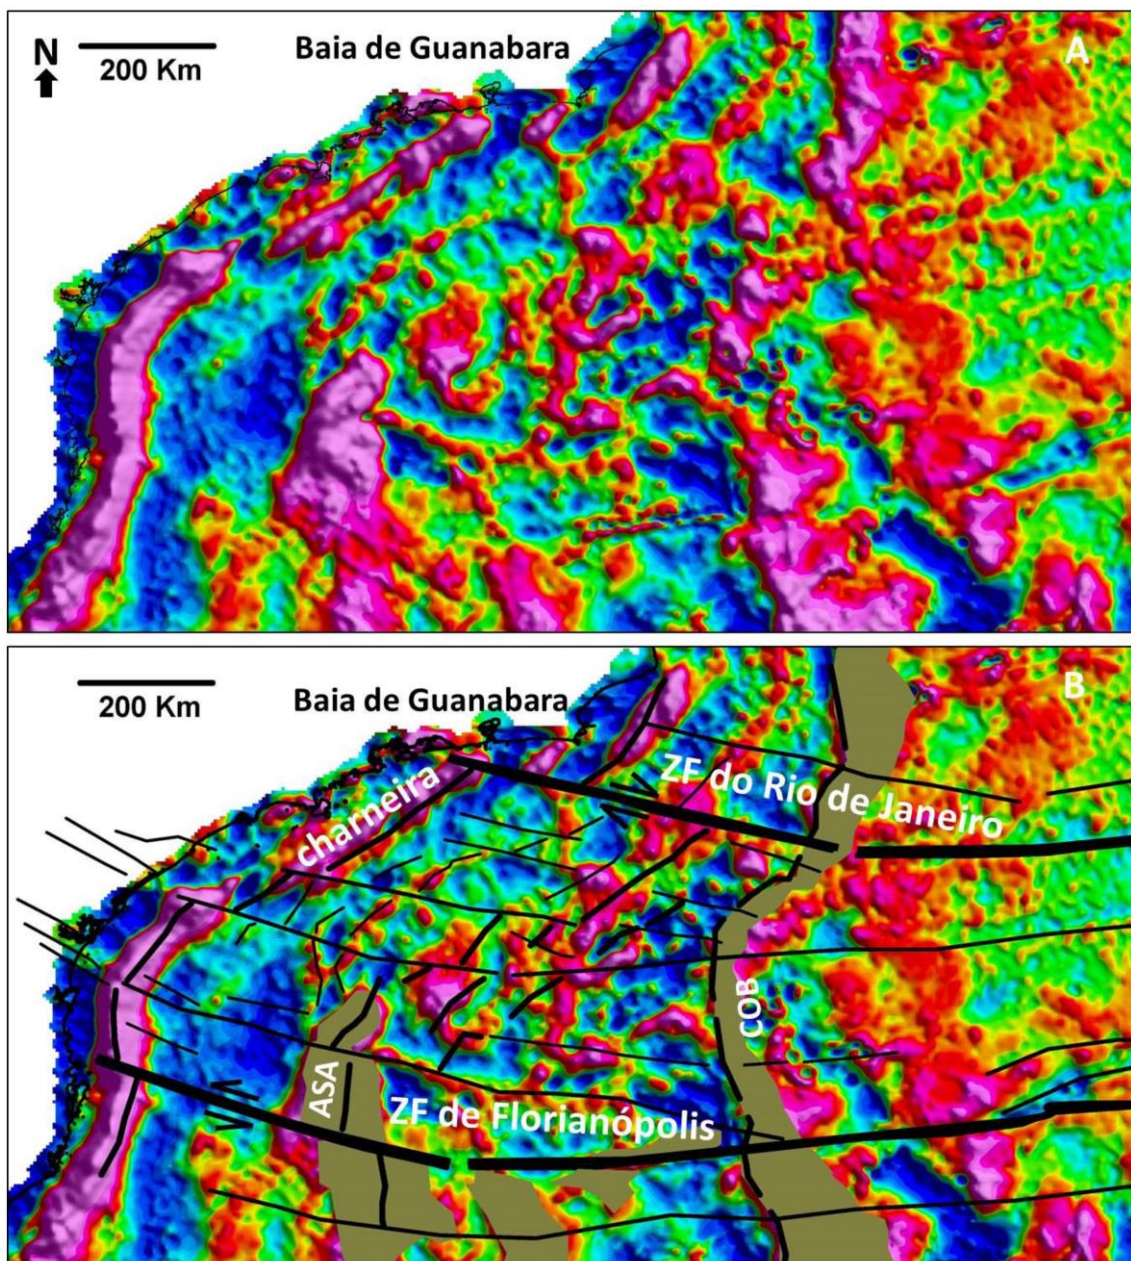 N
200 Km
Baia de Guanabara
A
200 Km
Baia de Guanabara
B
charneira
ZF do Rio de Janeiro
COB
ASA
ZF de Florianópolis